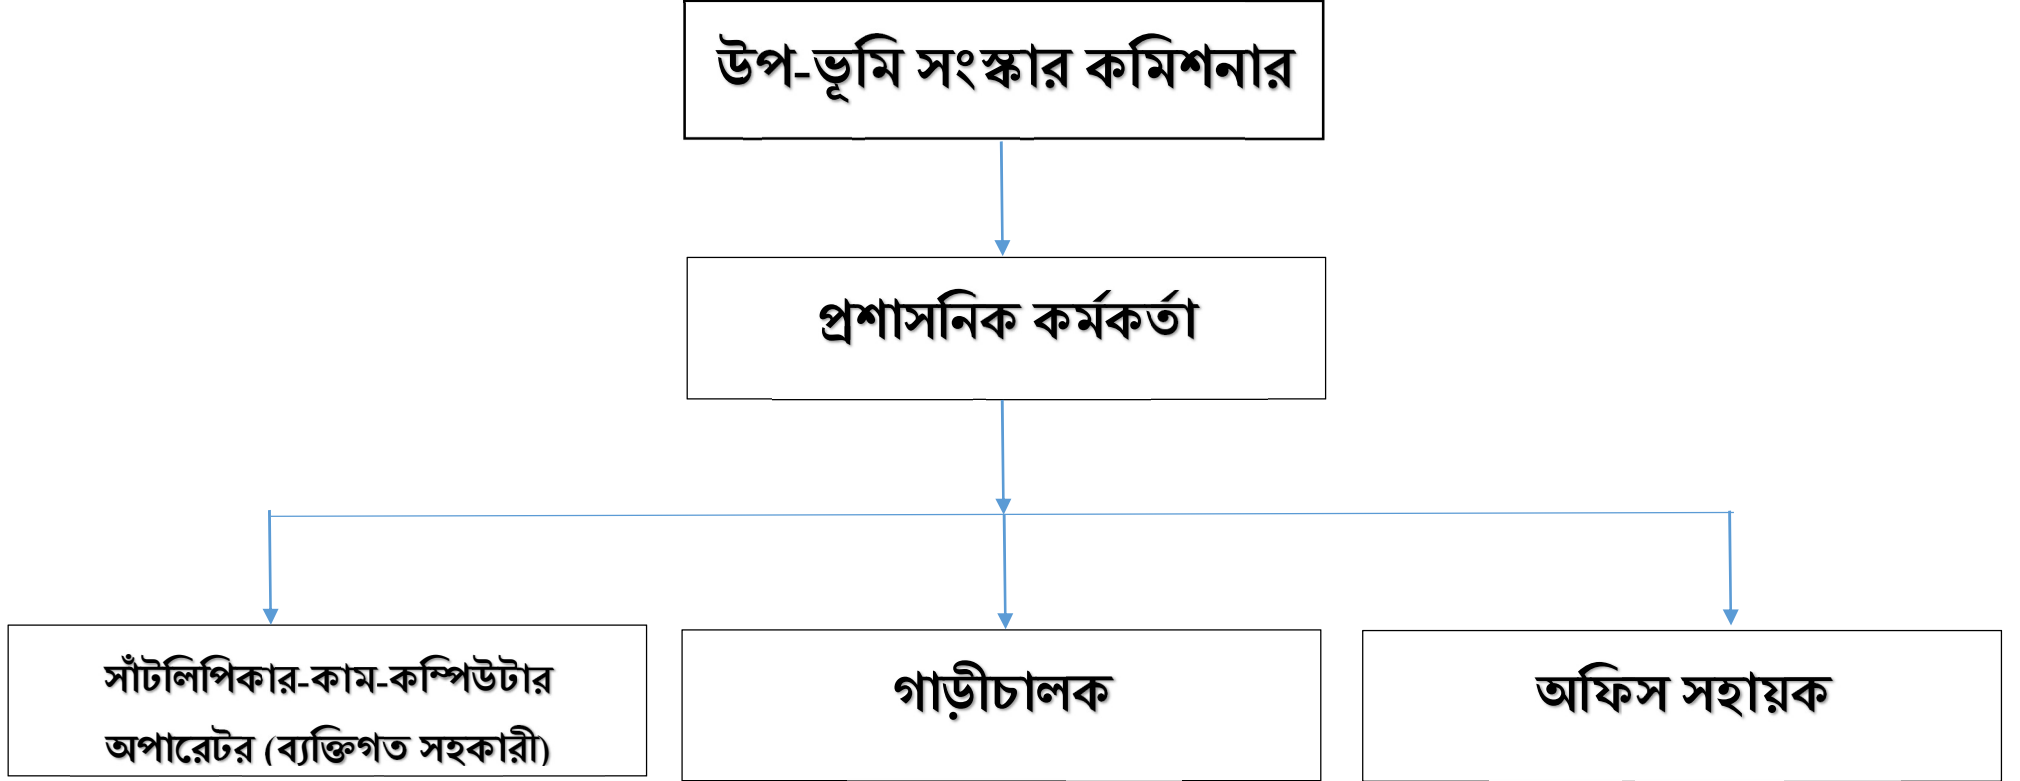 উপ-ভূমি সংস্কার কমিশনার
প্রশাসনিক কর্মকর্তা
সাঁটলিপিকার-কাম-কম্পিউটার
অপারেটর (ব্যক্তিগত সহকারী)
গাড়ীচালক
অফিস সহায়ক